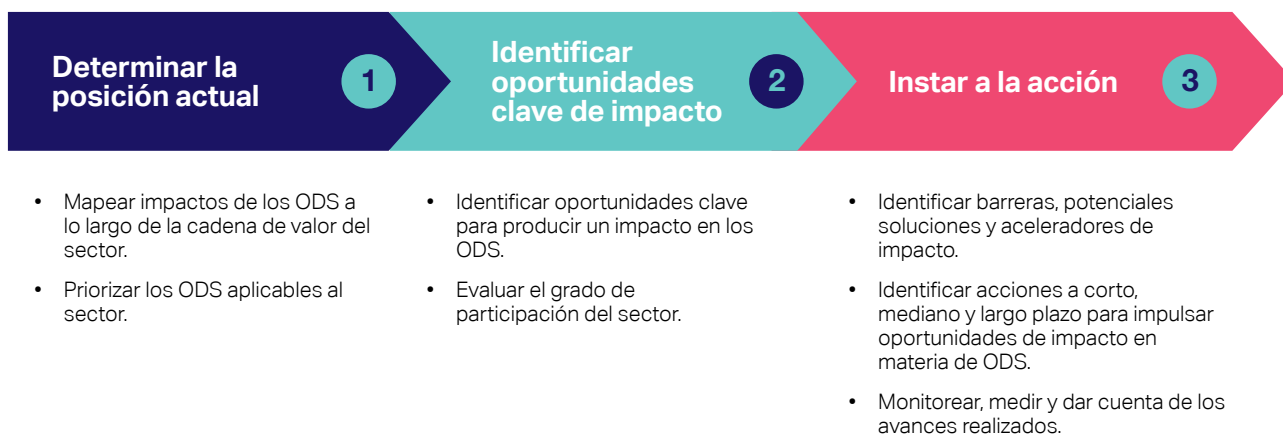 Determinar la
posición actual
1
Identificar
oportunidades
clave de impacto
2
Instar a la acción
3
• Mapear impactos de los ODS a
lo largo de la cadena de valor del
sector.
• Priorizar los ODS aplicables al
sector.
• Identificar oportunidades clave
para producir un impacto en los
ODS.
• Evaluar el grado de
participación del sector.
• Identificar barreras, potenciales
soluciones y aceleradores de
impacto.
• Identificar acciones a corto,
mediano y largo plazo para impulsar
oportunidades de impacto en
materia de ODS.
• Monitorear, medir y dar cuenta de los
avances realizados.